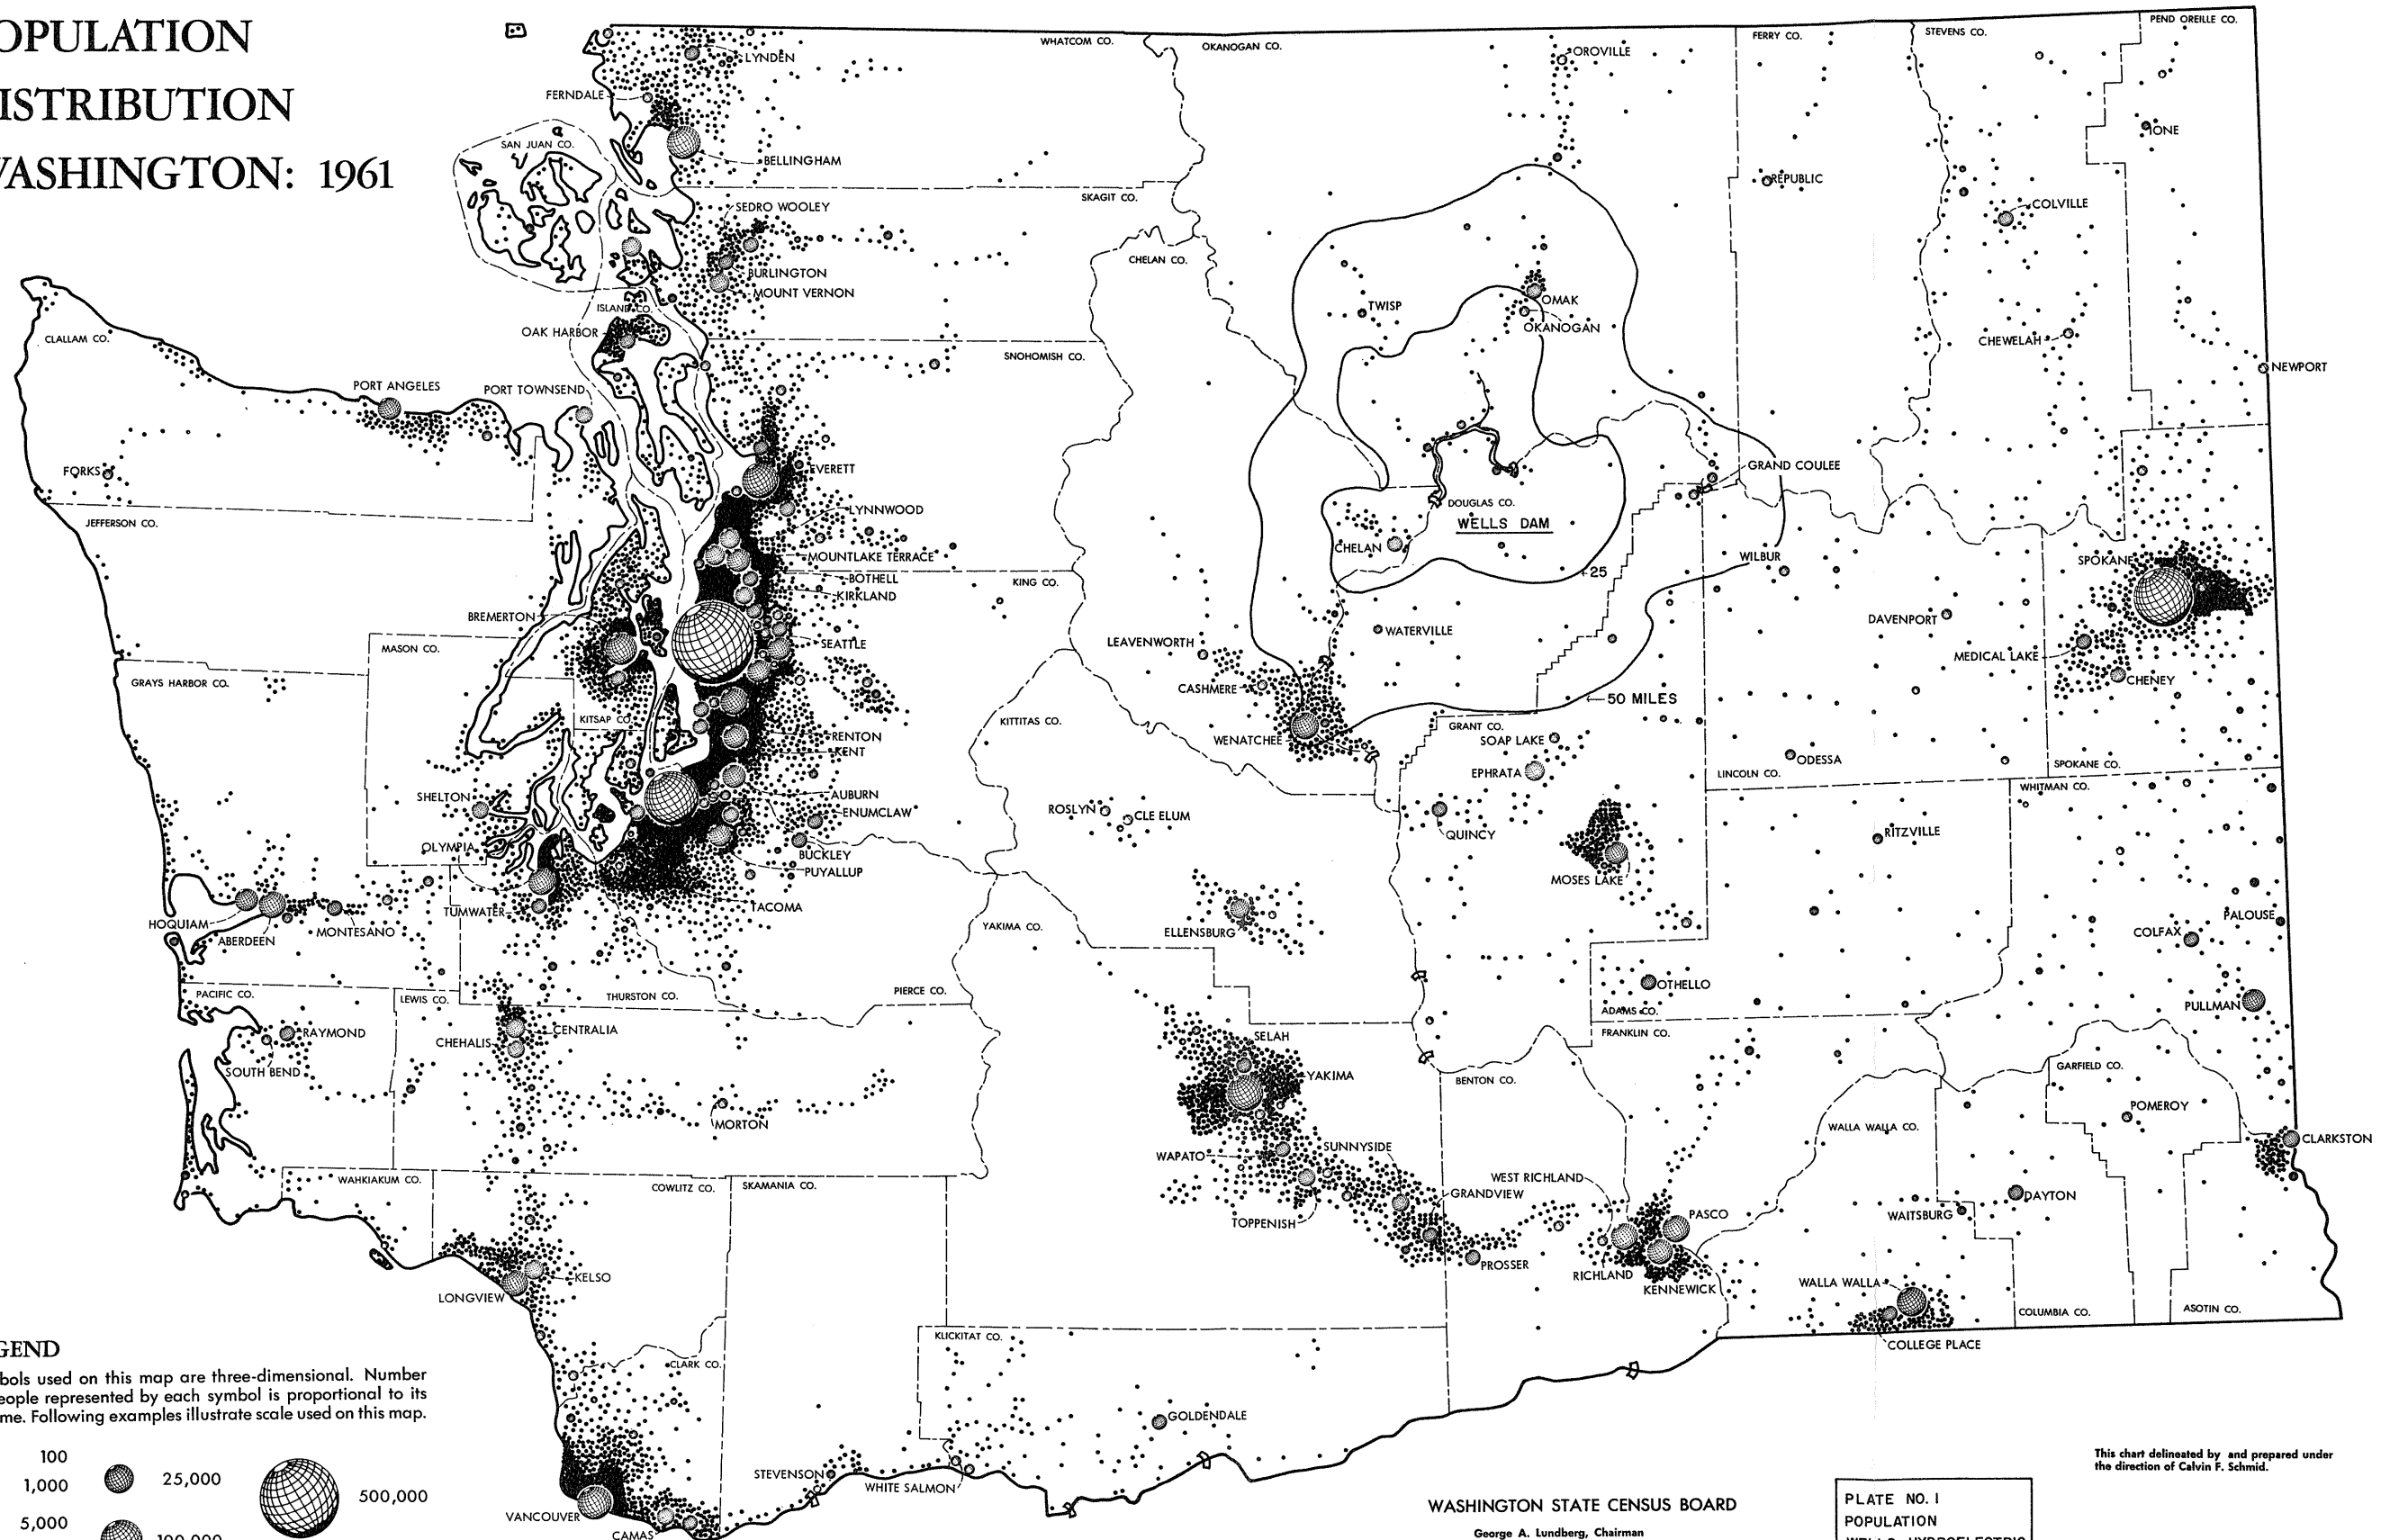 OPULATION
ISTRIBUTION
WASHINGTON: 1961
WHATCOM CO.
OKANOGAN CO.
OROVILLE
FERRY CO.
STEVENS CO.
PEND OREILLE CO.
LYNDEN
FERNDALE
BELLINGHAM
SAN JUAN CO.
IONE
REPUBLIC
SKAGIT CO.
SEDRO WOOLEY
COLVILLE
CHELAN CO.
BURLINGTON
MOUNT VERNON
ISLAND CO.
OMAK
TWISP
OKANOGAN
OAK HARBOR
CLALLAM CO.
SNOHOMISH CO.
CHEWELAH
NEWPORT
PORT ANGELES
PORT TOWNSEND
FORKS
EVERETT
GRAND COULEE
DOUGLAS CO.
WELLS DAM
LYNNWOOD
JEFFERSON CO.
CHELAN
MOUNTLAKE TERRACE
WILBUR
SPOKANE
25
BOTHELL
KING CO.
KIRKLAND
BREMERTON
DAVENPORT
WATERVILLE
LEAVENWORTH
SEATTLE
MASON CO.
MEDICAL LAKE
CHENEY
GRAYS HARBOR CO.
CASHMERE
50 MILES
KITSAP CO.
KITTITAS CO.
GRANT CO.
WENATCHEE
SOAP LAKE
RENTON
KENT
ODESSA
SPOKANE CO.
EPHRATA
LINCOLN CO.
WHITMAN CO.
SHELTON
AUBURN
ENUMCLAW
ROSLYN
CLE ELUM
QUINCY
RITZVILLE
OLYMPIA
BUCKLEY
PUYALLUP
MOSES LAKE
TACOMA
TUMWATER
HOQUIAM
ABERDEEN
MONTESANO
YAKIMA CO.
ELLENSBURG
PALOUSE
COLFAX
OTHELLO
PACIFIC CO.
LEWIS CO.
THURSTON CO.
PIERCE CO.
PULLMAN
ADAMS CO.
FRANKLIN CO.
RAYMOND
CENTRALIA
CHEHALIS
SELAH
SOUTH BEND
YAKIMA
BENTON CO.
GARFIELD CO.
POMEROY
MORTON
WALLA WALLA CO.
CLARKSTON
WAPATO
SUNNYSIDE
WAHKIAKUM CO.
COWLITZ CO.
SKAMANIA CO.
WEST RICHLAND
GRANDVIEW
DAYTON
WAITSBURG
PASCO
TOPPENISH
PROSSER
RICHLAND
KENNEWICK
KELSO
LONGVIEW
WALLA WALLA
COLUMBIA CO.
ASOTIN CO.
KLICKITAT CO.
COLLEGE PLACE
CLARK CO.
GOLDENDALE
STEVENSON
WHITE SALMON
VANCOUVER
CAMAS
GEND
bols used on this map are three-dimensional. Number
eople represented by each symbol is proportional to its
me. Following examples illustrate scale used on this map.
100
1,000
5,000
25,000
100,000
500,000
WASHINGTON STATE CENSUS BOARD
George A. Lundberg, Chairman
This chart delineated by and prepared under
the direction of Calvin F. Schmid.
PLATE NO. I
POPULATION
WELLS HYDROELECTRIC